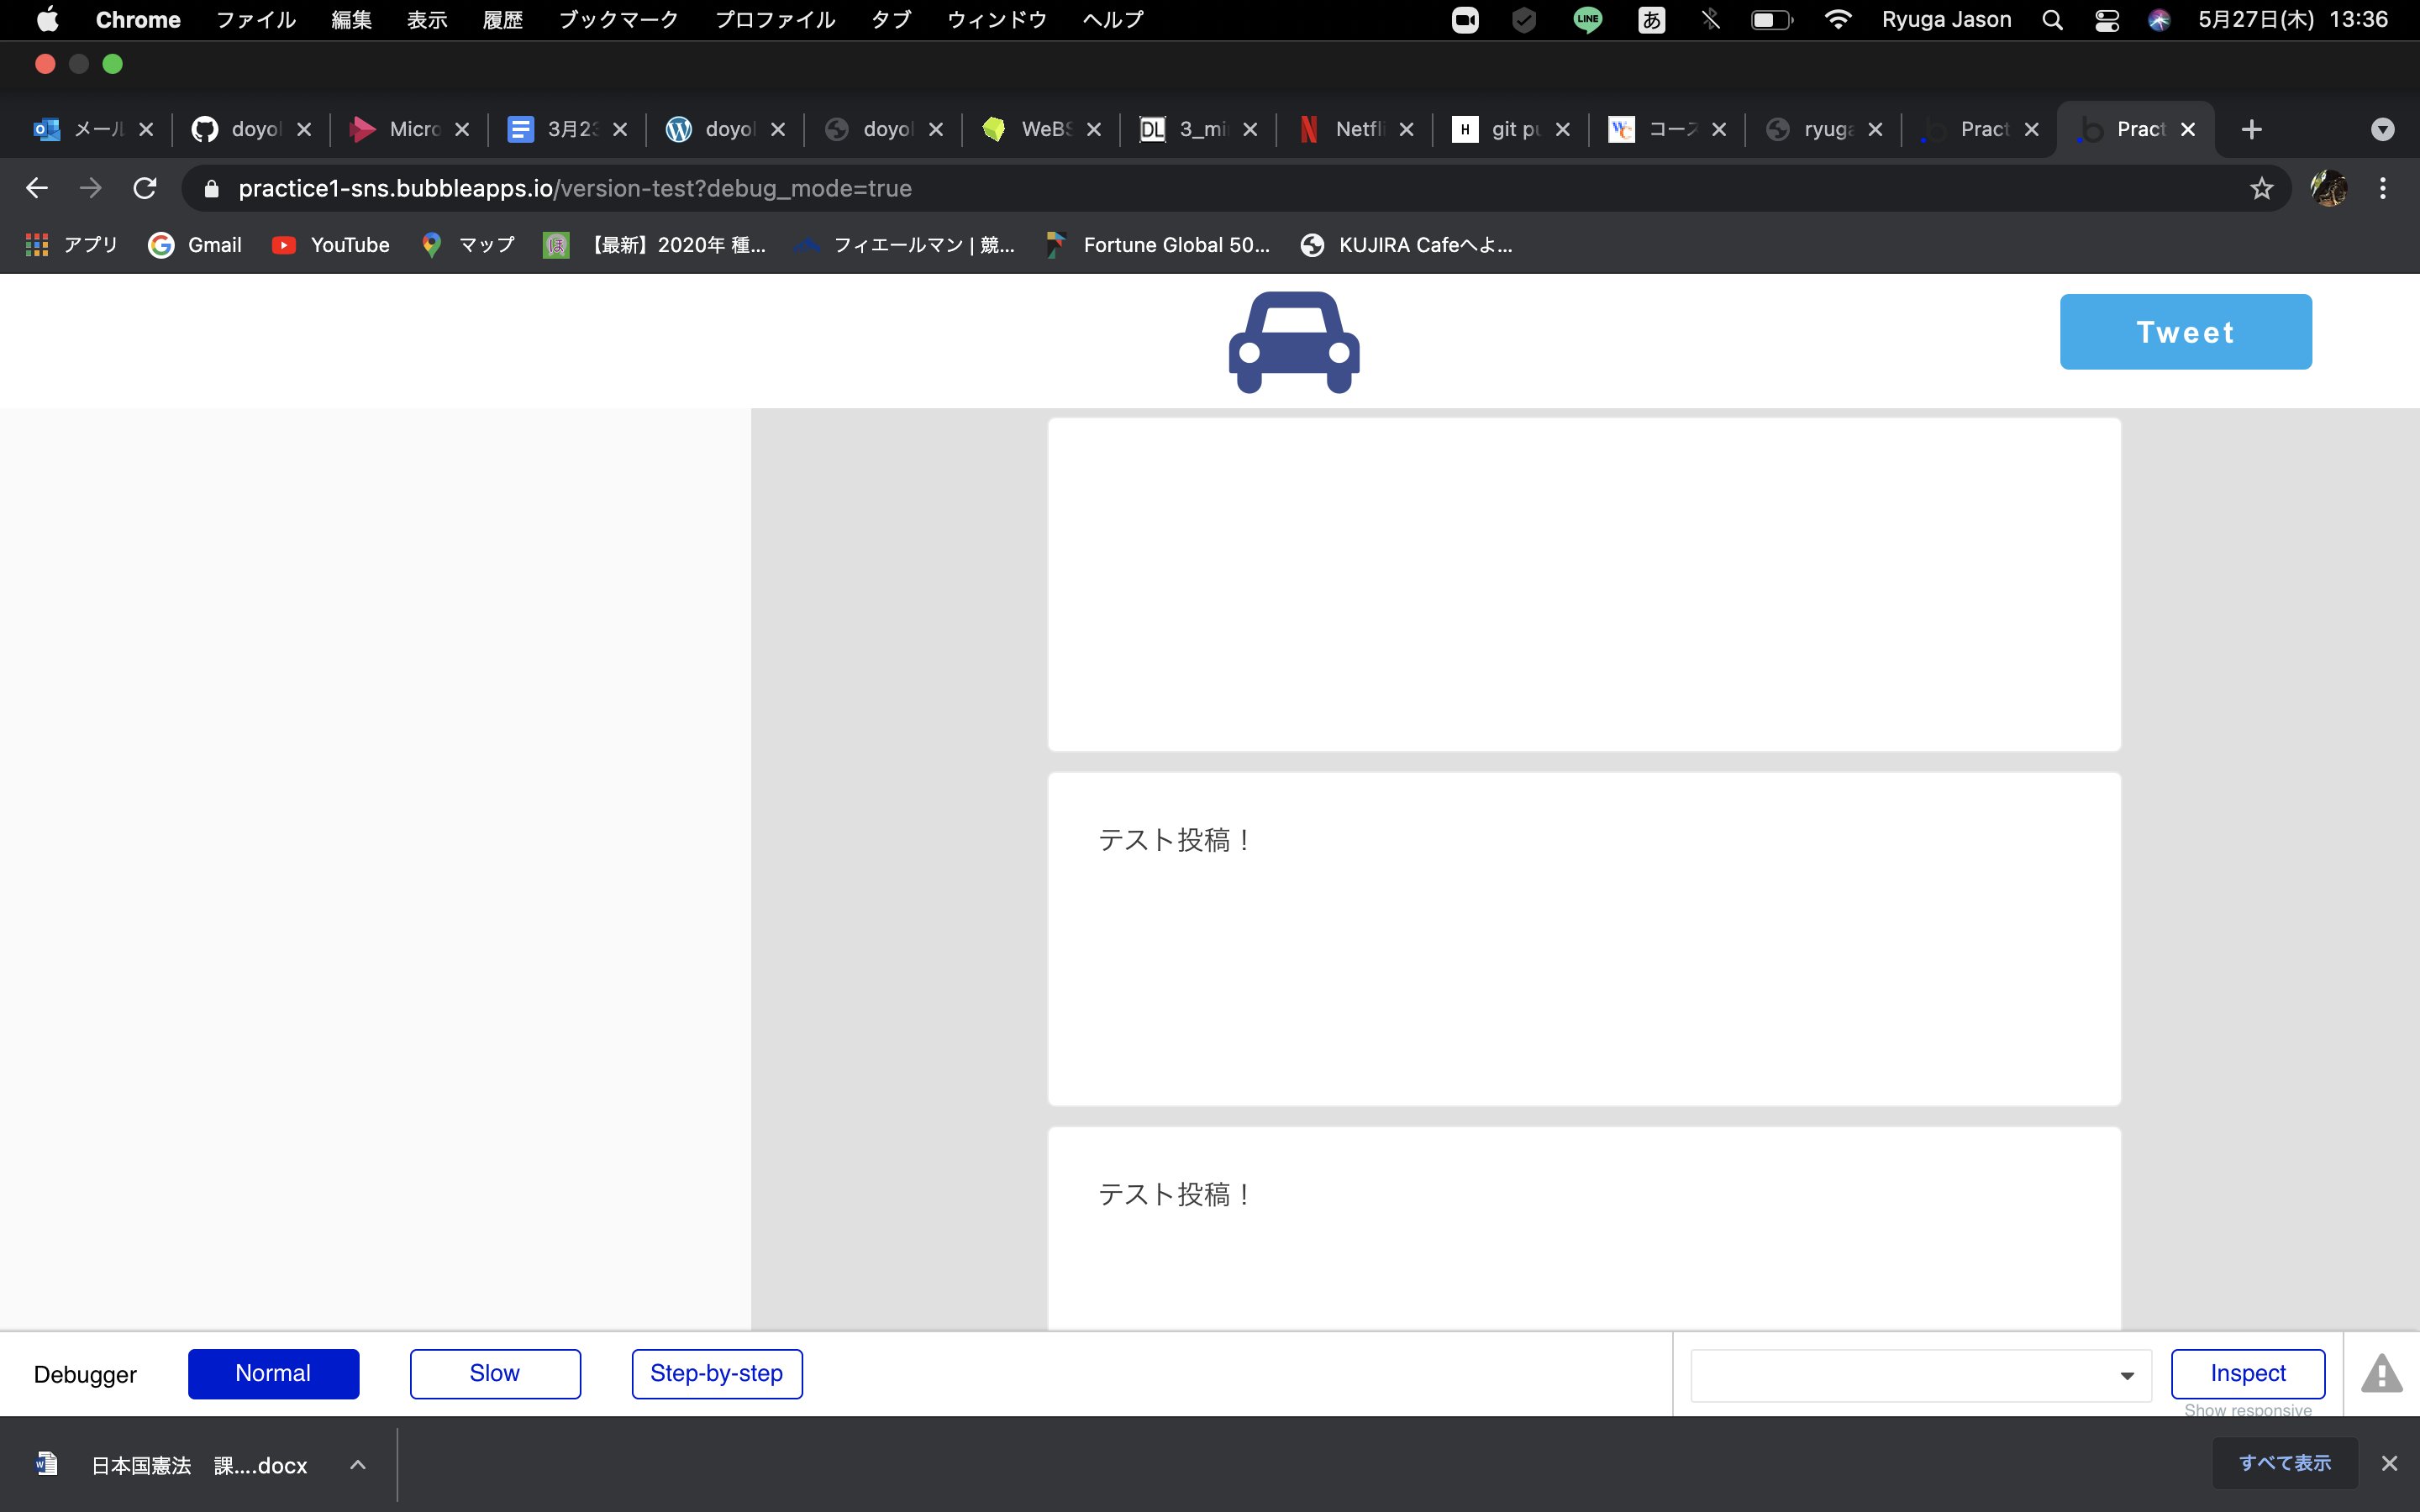 Chrome ファイル 編集 表示 履歴 ブックマーク プロファイル タブ ウィンドウ ヘルプ LINE あ Ryuga Jason 5月27日(木) 13:36
メール doyol Micro 3月23 doyol doyol WeBS DL 3_mi Netfli H git pu コース ryuga Pract Pract
practice1-sns.bubbleapps.io/version-test?debug_mode=true
アプリ Gmail YouTube マップ 【最新】2020年 種... フィエールマン | 競... Fortune Global 50... KUJIRA Cafeへよ...
Tweet
テスト投稿！
テスト投稿！
Debugger Normal Slow Step-by-step Inspect
Show responsive
日本国憲法　課....docx すべて表示